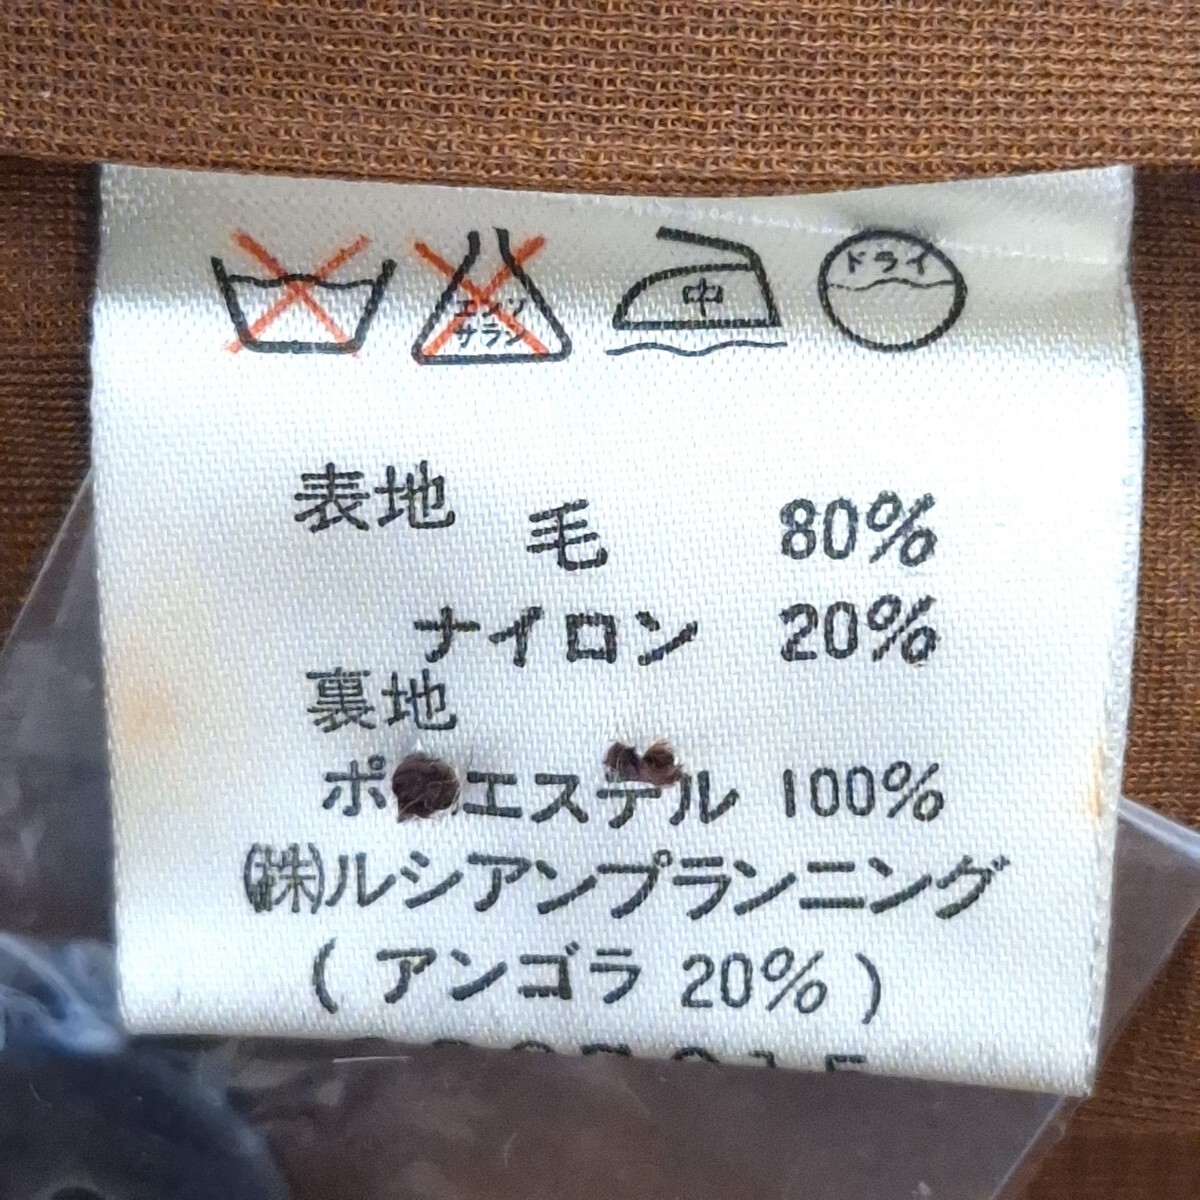 エンソ
サラシ
中
ドライ
表地
毛 80%
ナイロン 20%
裏地
ポエステル 100%
㈱ルシアンプランニング
( アンゴラ 20% )